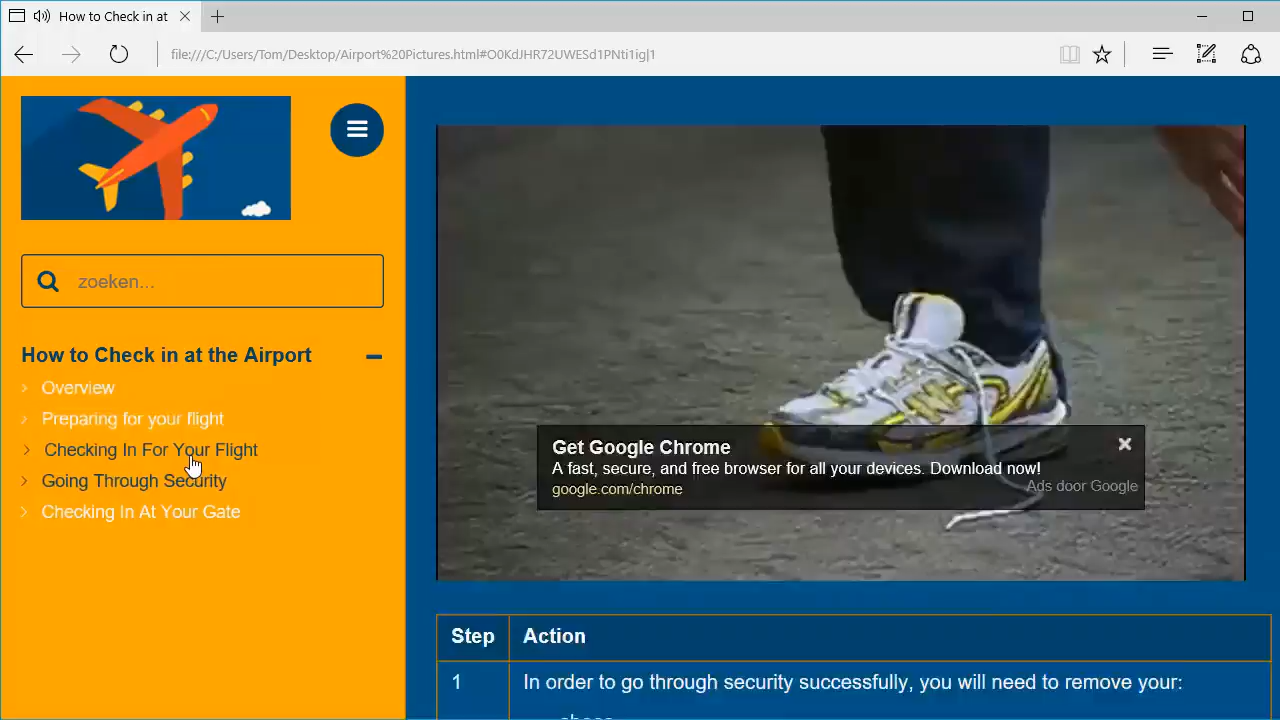 How to Check in at
file:///C:/Users/Tom/Desktop/Airport%20Pictures.html#O0KdJHR72UWESd1PNti1igJ1
zoeken...
How to Check in at the Airport
Overview
Preparing for your flight
Checking In For Your Flight
Going Through Security
Checking In At Your Gate
Get Google Chrome
A fast, secure, and free browser for all your devices. Download now!
google.com/chrome
Ads door Google
Step Action
1 In order to go through security successfully, you will need to remove your:
shoes